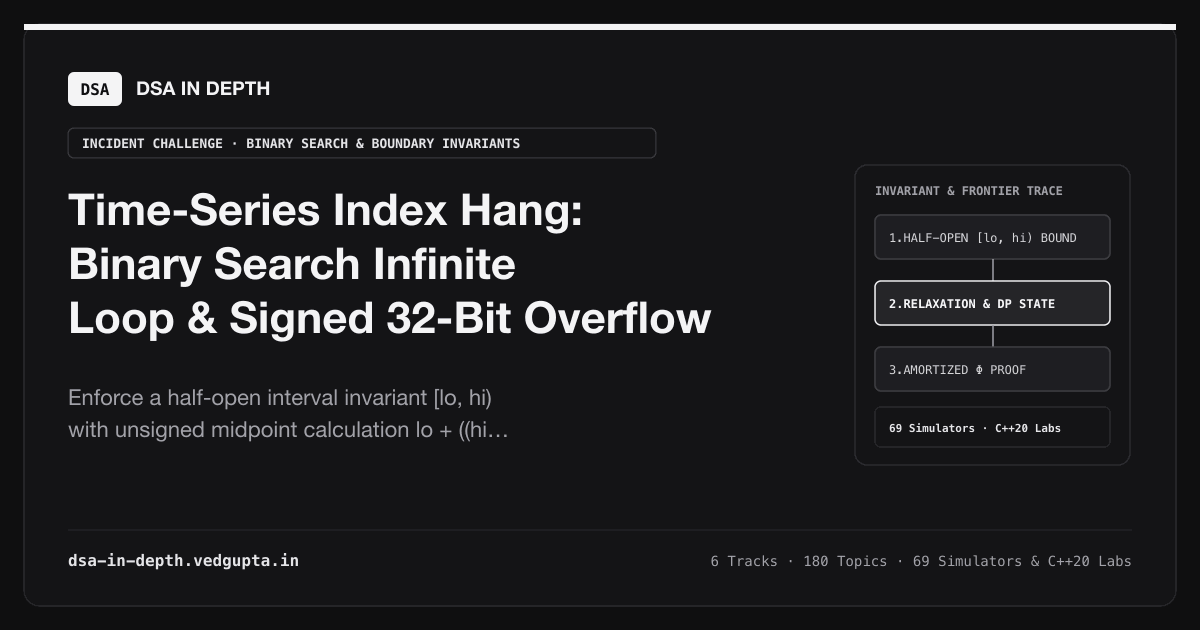 DSA
DSA IN DEPTH
INCIDENT CHALLENGE · BINARY SEARCH & BOUNDARY INVARIANTS
Time-Series Index Hang:
Binary Search Infinite
Loop & Signed 32-Bit Overflow
Enforce a half-open interval invariant [lo, hi)
with unsigned midpoint calculation lo + ((hi...
INVARIANT & FRONTIER TRACE
1.HALF-OPEN [lo, hi) BOUND
2.RELAXATION & DP STATE
3.AMORTIZED Φ PROOF
69 Simulators · C++20 Labs
dsa-in-depth.vedgupta.in
6 Tracks · 180 Topics · 69 Simulators & C++20 Labs